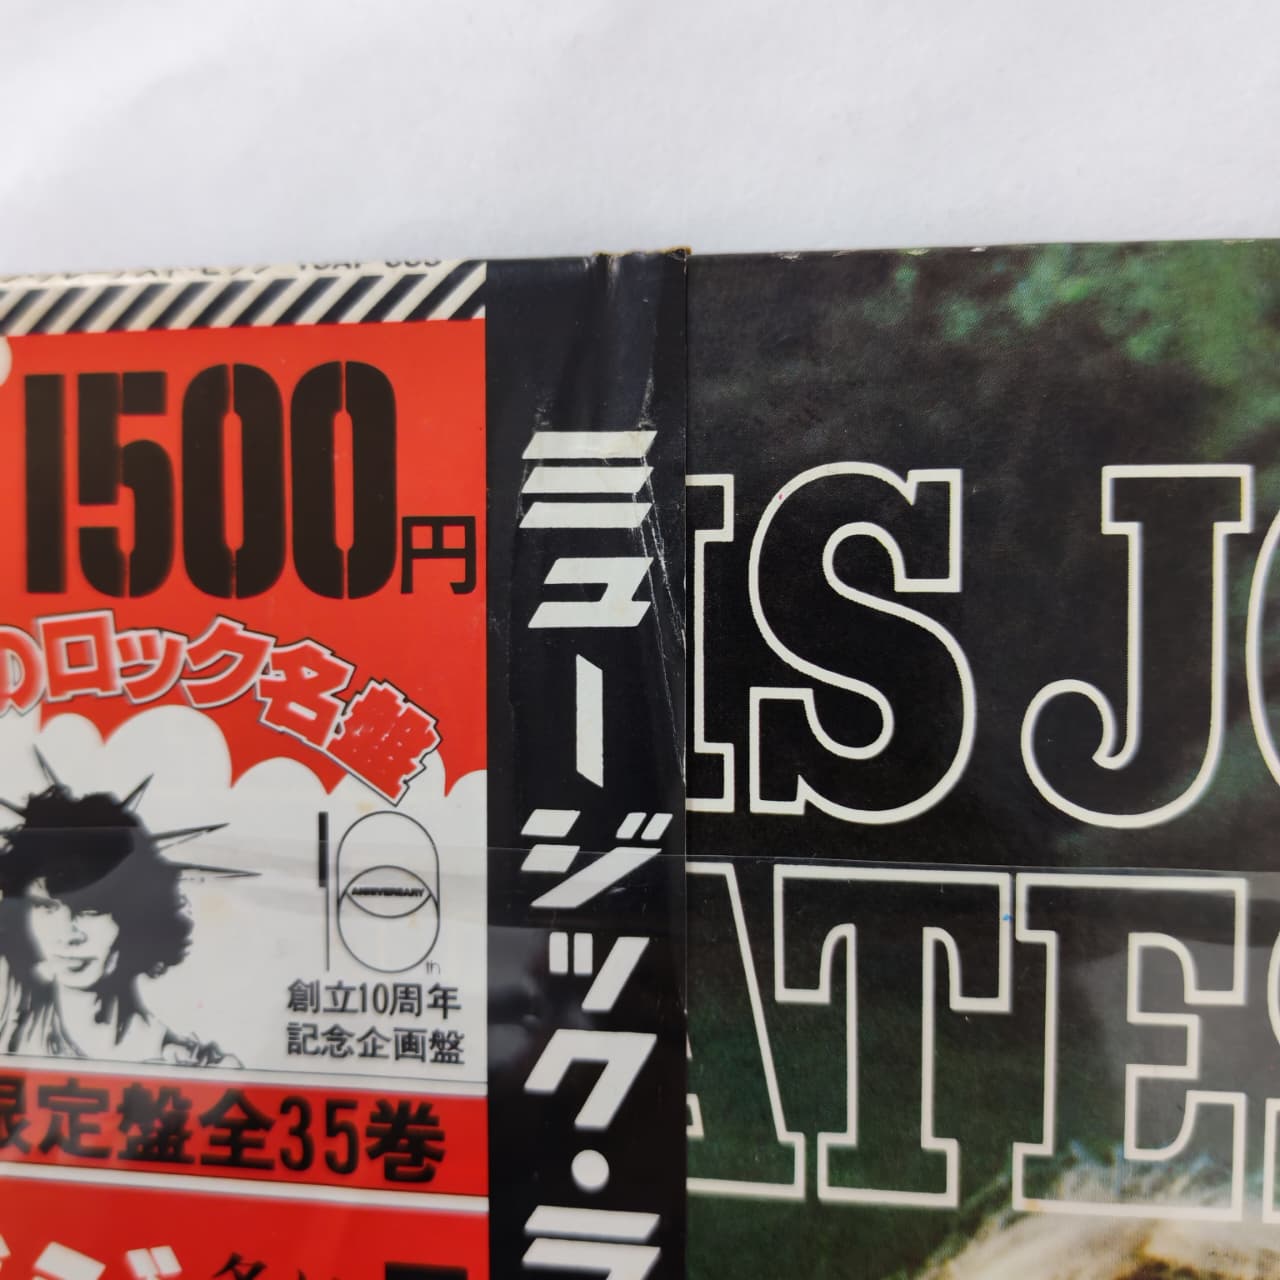 1500円
のロック名盤
10
ANNIVERSARY
th
創立10周年
記念企画盤
限定盤全35巻
ミュージック・ラ
IS J
ATES